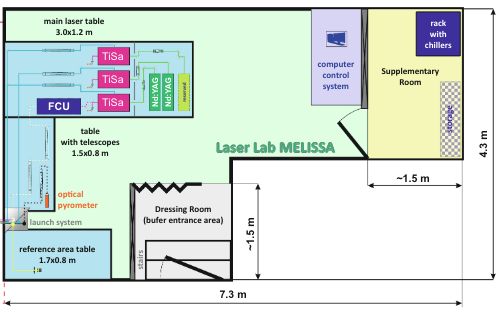 main laser table
3.0x1.2 m
TiSa
TiSa
TiSa
FCU
Nd:YAG
Nd:YAG
reserved
computer
control
system
rack
with
chillers
Supplementary
Room
storage
table
with telescopes
1.5x0.8 m
Laser Lab MELISSA
4.3 m
~1.5 m
optical
pyrometer
launch system
Dressing Room
(bufer entrance area)
~1.5 m
stairs
reference area table
1.7x0.8 m
7.3 m